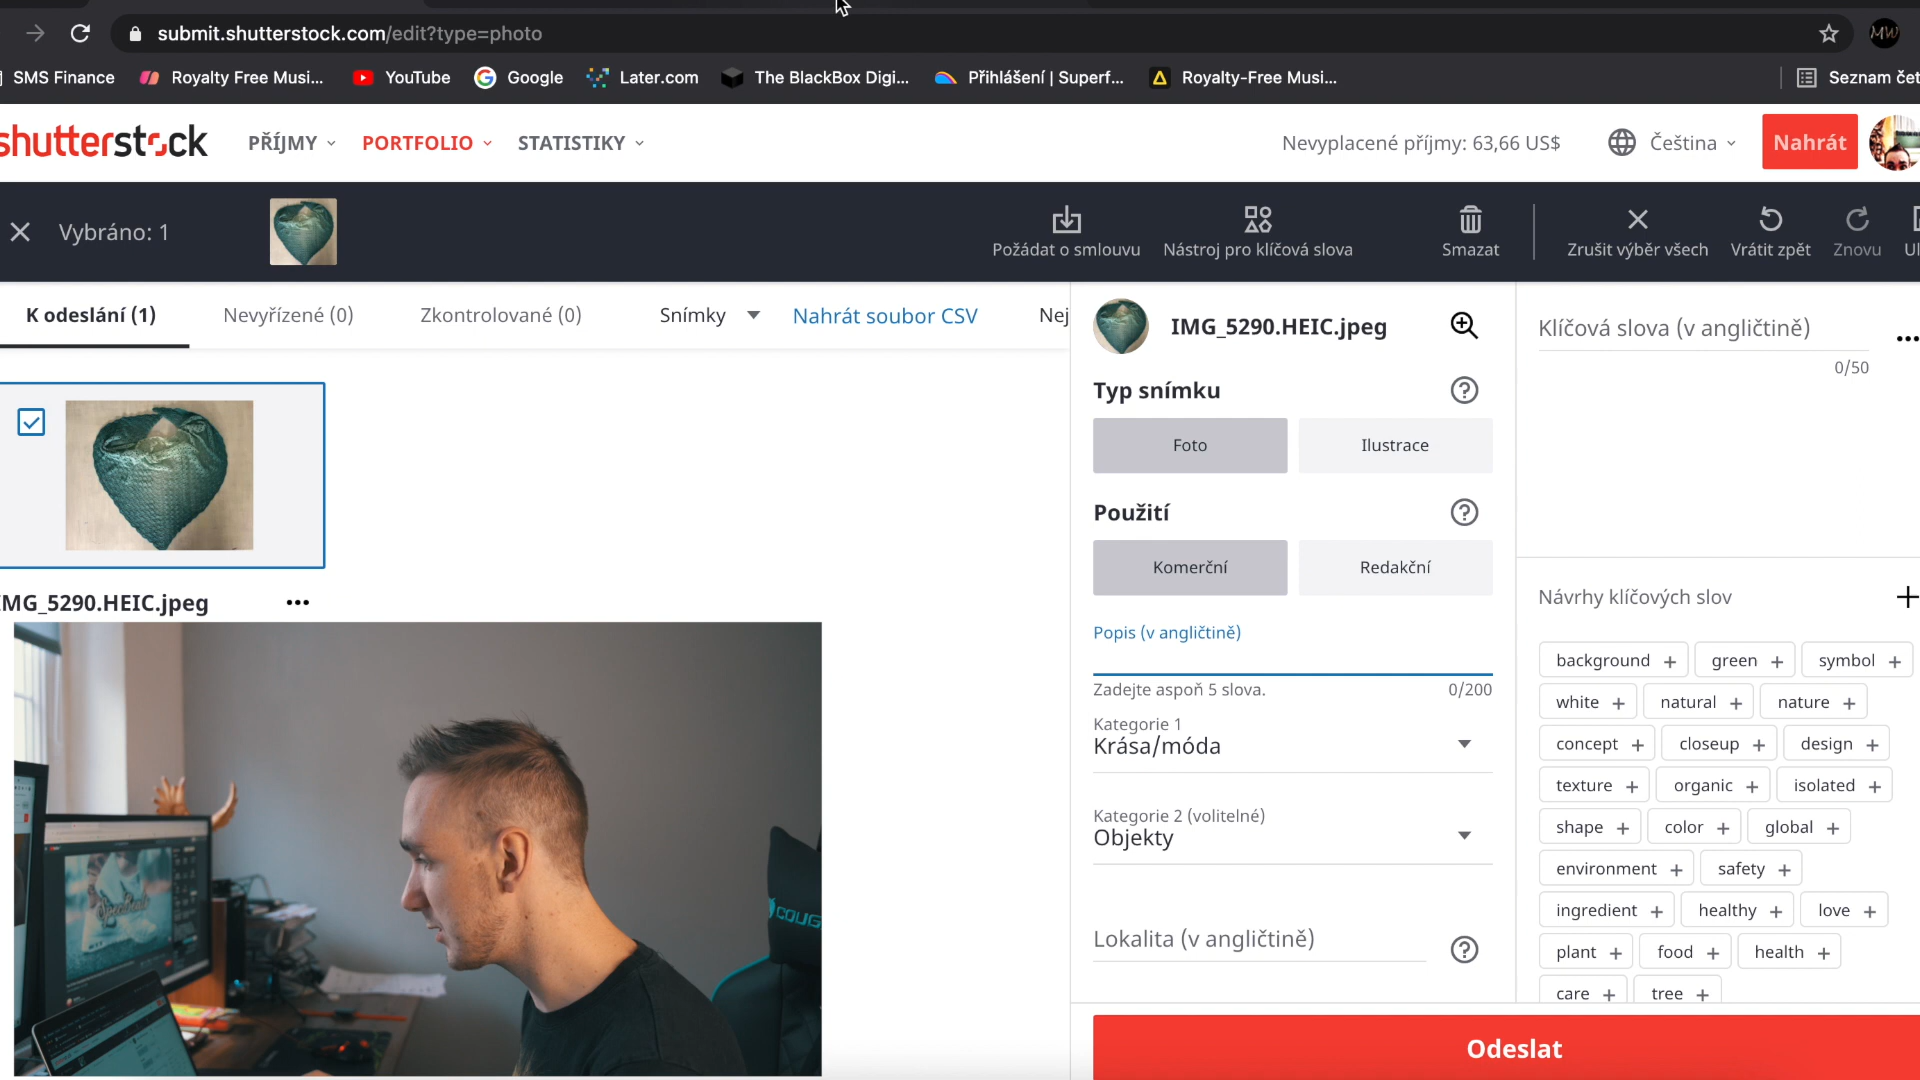 submit.shutterstock.com/edit?type=photo
MW
SMS Finance
Royalty Free Musi...
YouTube
Google
Later.com
The BlackBox Digi...
Přihlášení | Superf...
Royalty-Free Musi...
Seznam čet
shutterstock
PŘÍJMY
PORTFOLIO
STATISTIKY
Nevyplacené příjmy: 63,66 US$
Čeština
Nahrát
Vybráno: 1
Požádat o smlouvu
Nástroj pro klíčová slova
Smazat
Zrušit výběr všech
Vrátit zpět
Znovu
Ul
K odeslání (1)
Nevyřízené (0)
Zkontrolované (0)
Snímky
Nahrát soubor CSV
Nej
IMG_5290.HEIC.jpeg
Typ snímku
Foto
Ilustrace
Použití
Komerční
Redakční
Popis (v angličtině)
Zadejte aspoň 5 slova.
0/200
Kategorie 1
Krása/móda
Kategorie 2 (volitelné)
Objekty
Lokalita (v angličtině)
Klíčová slova (v angličtině)
0/50
Návrhy klíčových slov
background +
green +
symbol +
white +
natural +
nature +
concept +
closeup +
design +
texture +
organic +
isolated +
shape +
color +
global +
environment +
safety +
ingredient +
healthy +
love +
plant +
food +
health +
care +
tree +
Odeslat
MG_5290.HEIC.jpeg
COUG